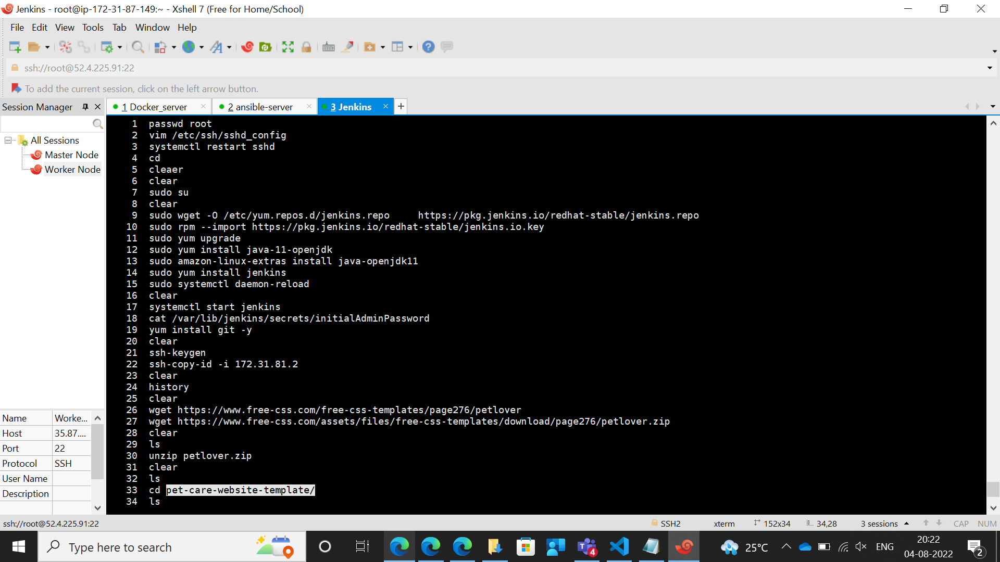 Jenkins - root@ip-172-31-87-149:~ - Xshell 7 (Free for Home/School)
File Edit View Tools Tab Window Help
ssh://root@52.4.225.91:22
To add the current session, click on the left arrow button.
Session Manager
1 Docker_server
2 ansible-server
3 Jenkins
All Sessions
Master Node
Worker Node
1 passwd root
2 vim /etc/ssh/sshd_config
3 systemctl restart sshd
4 cd
5 cleaer
6 clear
7 sudo su
8 clear
9 sudo wget -O /etc/yum.repos.d/jenkins.repo     https://pkg.jenkins.io/redhat-stable/jenkins.repo
10 sudo rpm --import https://pkg.jenkins.io/redhat-stable/jenkins.io.key
11 sudo yum upgrade
12 sudo yum install java-11-openjdk
13 sudo amazon-linux-extras install java-openjdk11
14 sudo yum install jenkins
15 sudo systemctl daemon-reload
16 clear
17 systemctl start jenkins
18 cat /var/lib/jenkins/secrets/initialAdminPassword
19 yum install git -y
20 clear
21 ssh-keygen
22 ssh-copy-id -i 172.31.81.2
23 clear
24 history
25 clear
26 wget https://www.free-css.com/free-css-templates/page276/petlover
27 wget https://www.free-css.com/assets/files/free-css-templates/download/page276/petlover.zip
28 clear
29 ls
30 unzip petlover.zip
31 clear
32 ls
33 cd pet-care-website-template/
34 ls
Name Worke...
Host 35.87....
Port 22
Protocol SSH
User Name
Description
ssh://root@52.4.225.91:22
SSH2 xterm 152x34 34,28 3 sessions CAP NUM
Type here to search
4
25°C
ENG
20:22
04-08-2022
2